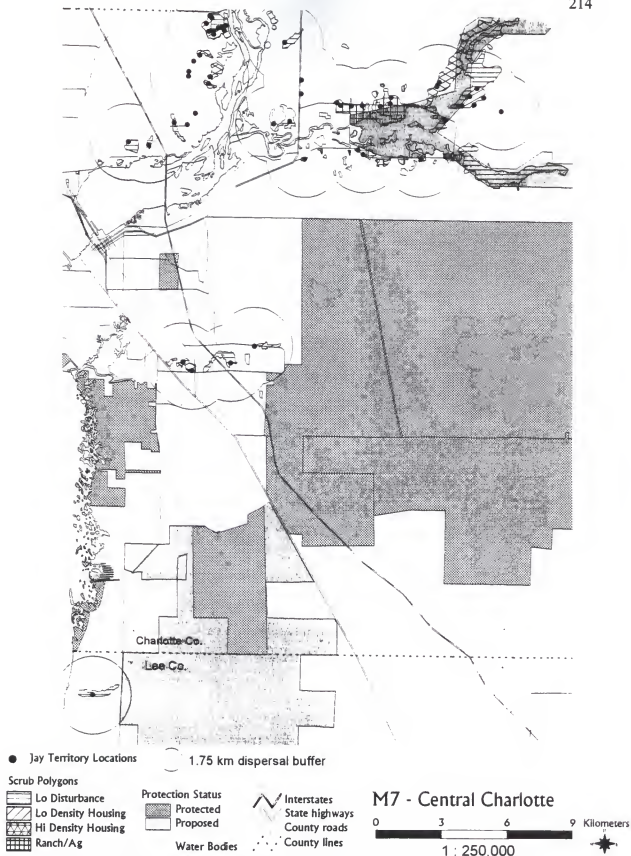 214
Charlotte Co.
Lee Co.
Jay Territory Locations
1.75 km dispersal buffer
Scrub Polygons
Lo Disturbance
Lo Density Housing
Hi Density Housing
Ranch/Ag
Protection Status
Protected
Proposed
Water Bodies
Interstates
State highways
County roads
County lines
M7 - Central Charlotte
0 3 6 9 Kilometers
1 : 250,000